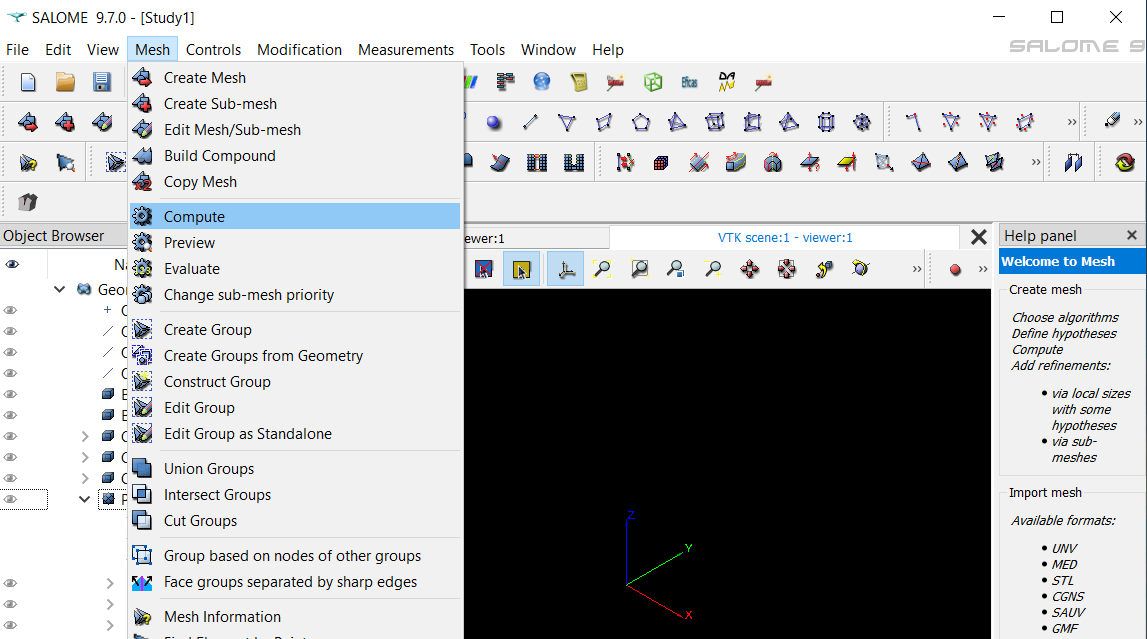 SALOME 9.7.0 - [Study1]
File Edit View Mesh Controls Modification Measurements Tools Window Help
SALOME 9
Create Mesh
Create Sub-mesh
Edit Mesh/Sub-mesh
Build Compound
Copy Mesh
Compute
Preview
Evaluate
Change sub-mesh priority
Create Group
Create Groups from Geometry
Construct Group
Edit Group
Edit Group as Standalone
Union Groups
Intersect Groups
Cut Groups
Group based on nodes of other groups
Face groups separated by sharp edges
Mesh Information
Eficas
Object Browser
ewer:1
VTK scene:1 - viewer:1
Z
Y
X
Help panel
Welcome to Mesh
Create mesh
Choose algorithms
Define hypotheses
Compute
Add refinements:
• via local sizes
with some
hypotheses
• via sub-
meshes
Import mesh
Available formats:
• UNV
• MED
• STL
• CGNS
• SAUV
• GMF